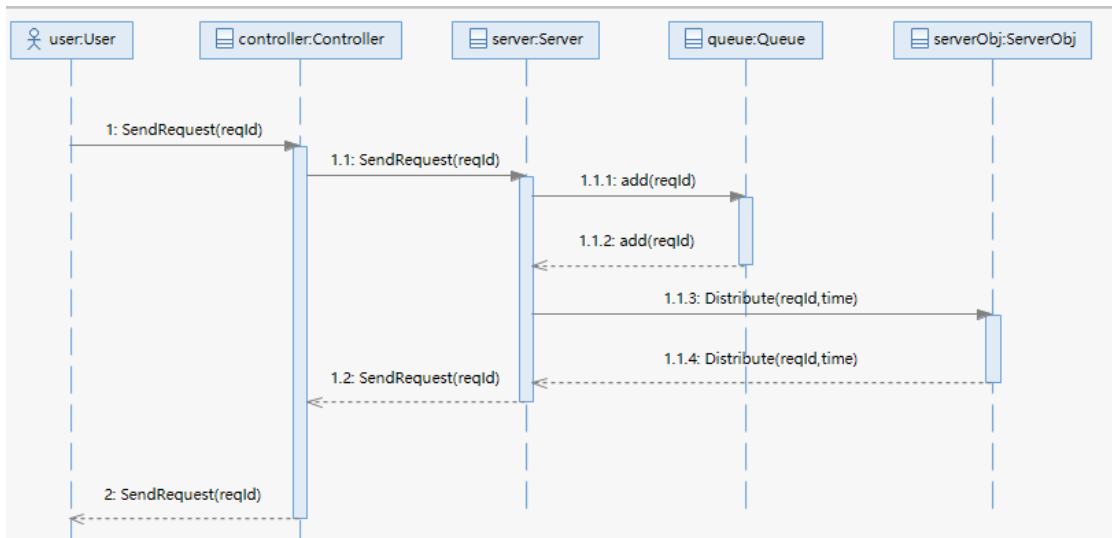 user:User
controller:Controller
server:Server
queue:Queue
serverObj:ServerObj
1: SendRequest(reqId)
1.1: SendRequest(reqId)
1.1.1: add(reqId)
1.1.2: add(reqId)
1.1.3: Distribute(reqId,time)
1.1.4: Distribute(reqId,time)
1.2: SendRequest(reqId)
2: SendRequest(reqId)